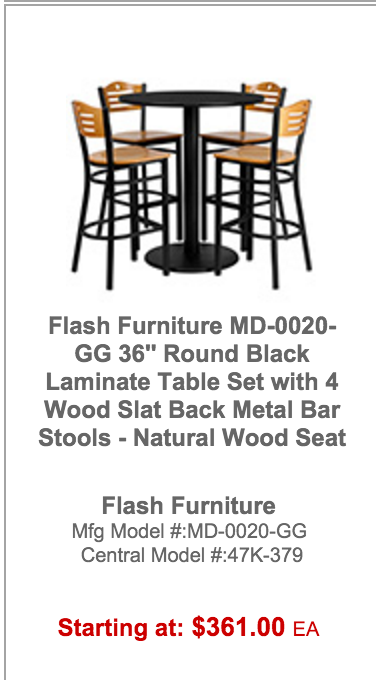 Flash Furniture MD-0020-
GG 36" Round Black
Laminate Table Set with 4
Wood Slat Back Metal Bar
Stools - Natural Wood Seat
Flash Furniture
Mfg Model #:MD-0020-GG
Central Model #:47K-379
Starting at: $361.00 EA